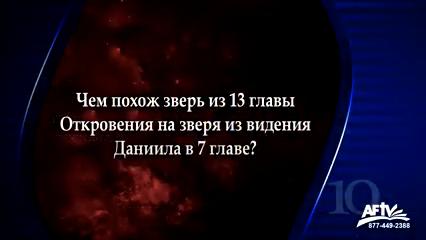 Чем похож зверь из 13 главы
Откровения на зверя из видения
Даниила в 7 главе?
10
AFTV
877-449-2388